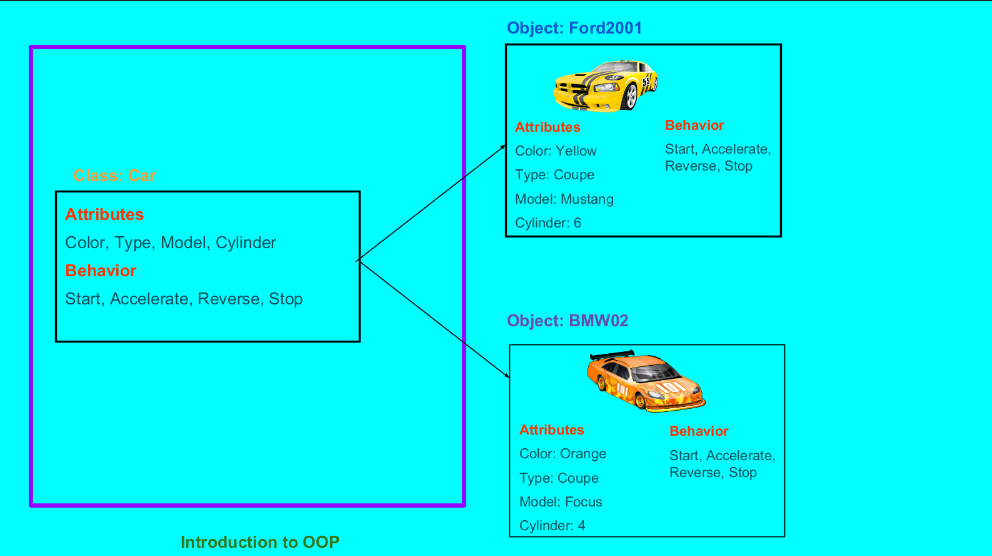 Object: Ford2001
Class: Car
Attributes
Color, Type, Model, Cylinder
Behavior
Start, Accelerate, Reverse, Stop
Attributes
Color: Yellow
Type: Coupe
Model: Mustang
Cylinder: 6
Behavior
Start, Accelerate,
Reverse, Stop
Object: BMW02
101
101
Attributes
Color: Orange
Type: Coupe
Model: Focus
Cylinder: 4
Behavior
Start, Accelerate,
Reverse, Stop
Introduction to OOP